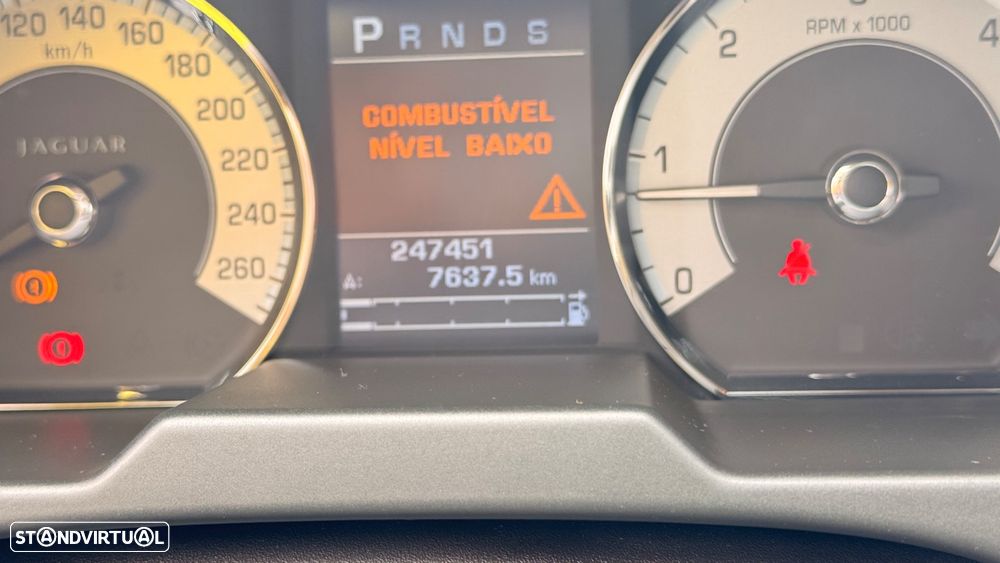 P R N D S
COMBUSTÍVEL
NÍVEL BAIXO
247451
A: 7637.5 km
120 140 160 180 200 220 240 260
km/h
JAGUAR
0 1 2 3 4
RPM x 1000
STANDVIRTUAL